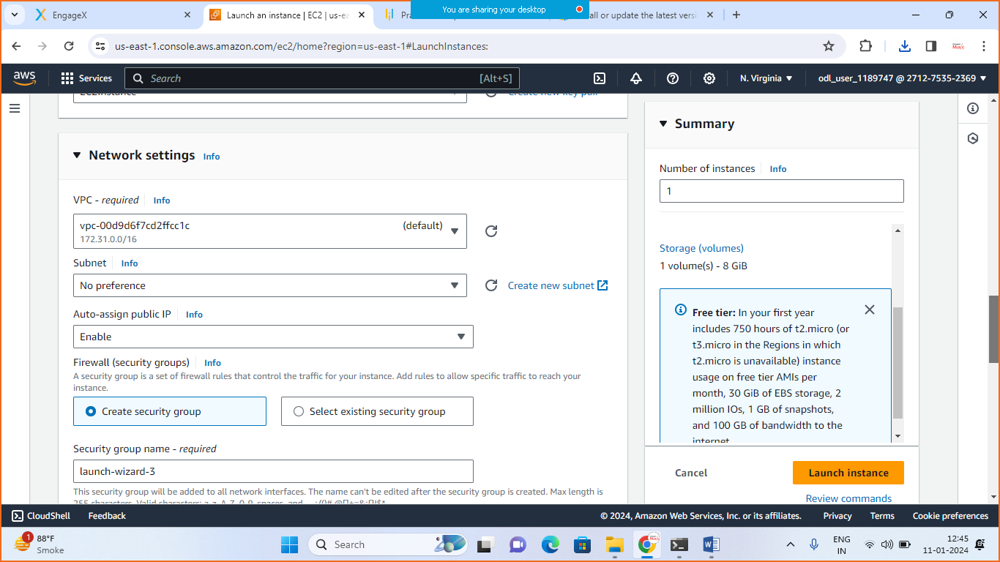 EngageX
Launch an instance | EC2 | us-ea
Pra
You are sharing your desktop
all or update the latest versi
us-east-1.console.aws.amazon.com/ec2/home?region=us-east-1#LaunchInstances:
aws
Services
Search
[Alt+S]
N. Virginia
odl_user_1189747 @ 2712-7535-2369
EC2Instance
Create new key pair
Network settings
Info
VPC - required
Info
vpc-00d9d6f7cd2ffcc1c
(default)
172.31.0.0/16
Subnet
Info
No preference
Create new subnet
Auto-assign public IP
Info
Enable
Firewall (security groups)
Info
A security group is a set of firewall rules that control the traffic for your instance. Add rules to allow specific traffic to reach your
instance.
Create security group
Select existing security group
Security group name - required
launch-wizard-3
This security group will be added to all network interfaces. The name can't be edited after the security group is created. Max length is
255 characters. Valid characters: a-z, A-Z, 0-9, spaces, and
Summary
Number of instances
Info
1
Storage (volumes)
1 volume(s) - 8 GiB
Free tier: In your first year
includes 750 hours of t2.micro (or
t3.micro in the Regions in which
t2.micro is unavailable) instance
usage on free tier AMIs per
month, 30 GiB of EBS storage, 2
million IOs, 1 GB of snapshots,
and 100 GB of bandwidth to the
internet
Cancel
Launch instance
Review commands
CloudShell
Feedback
© 2024, Amazon Web Services, Inc. or its affiliates.
Privacy
Terms
Cookie preferences
1
88°F
Smoke
Search
ENG
IN
12:45
11-01-2024